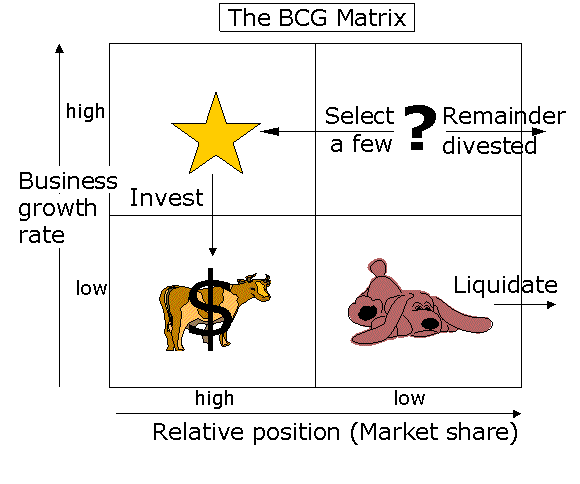 The BCG Matrix
high
Select
a few
?
Remainder
divested
Business
growth
rate
Invest
low
$
Liquidate
high
low
Relative position (Market share)